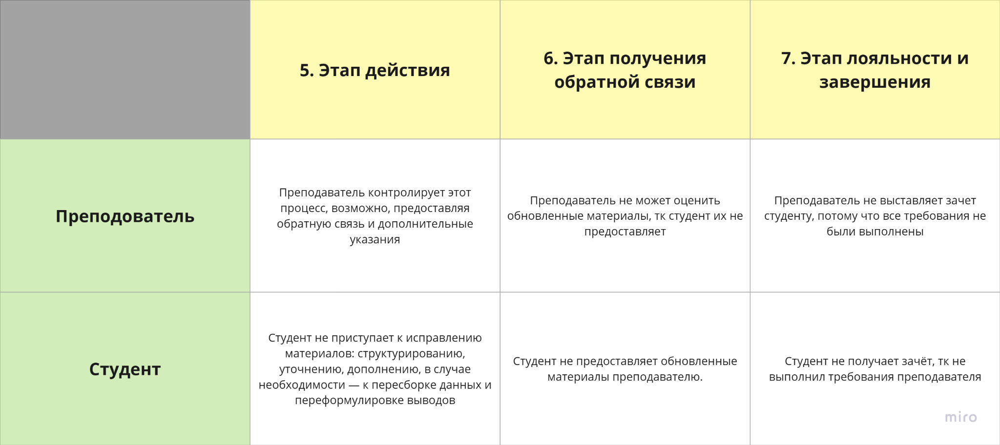 5. Этап действия
6. Этап получения
обратной связи
7. Этап лояльности и
завершения
Преподователь
Преподаватель контролирует этот
процесс, возможно, предоставляя
обратную связь и дополнительные
указания
Преподаватель не может оценить
обновленные материалы, тк студент их не
предоставляет
Преподаватель не выставляет зачет
студенту, потому что все требования не
были выполнены
Студент
Студент не приступает к исправлению
материалов: структурированию,
уточнению, дополнению, в случае
необходимости — к пересборке данных и
переформулировке выводов
Студент не предоставляет обновленные
материалы преподавателю.
Студент не получает зачёт, тк не
выполнил требования преподавателя
miro